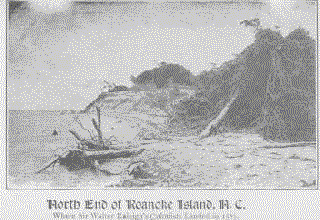 North End of Roanoke Island, N. C.
Where Sir Walter Raleigh's Colonists Landed in